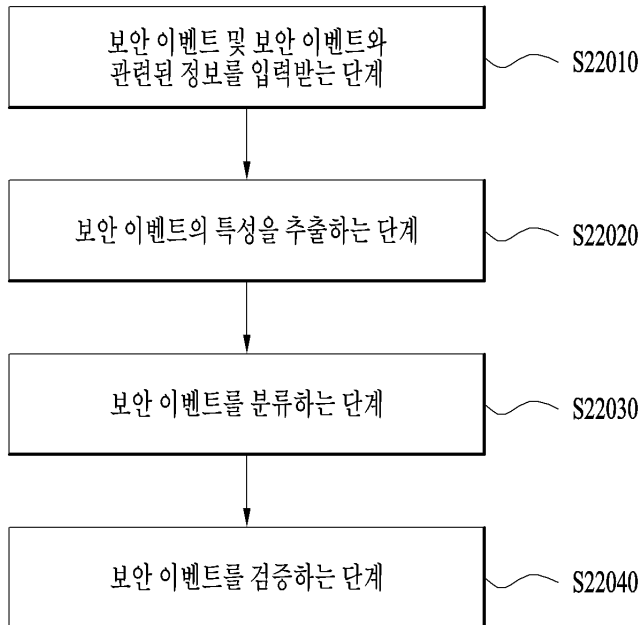 보안 이벤트 및 보안 이벤트와
관련된 정보를 입력받는 단계
S22010
보안 이벤트의 특성을 추출하는 단계
S22020
보안 이벤트를 분류하는 단계
S22030
보안 이벤트를 검증하는 단계
S22040